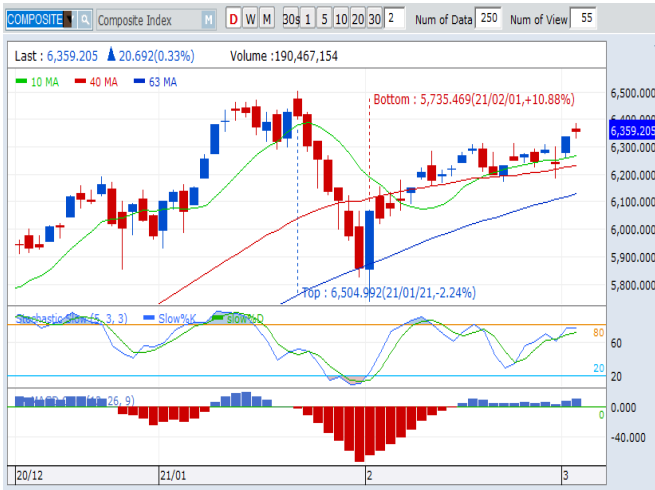 COMPOSITE Composite Index M D W M 30s 1 5 10 20 30 2 Num of Data 250 Num of View 55
Last : 6,359.205 ▲ 20.692(0.33%) Volume :190,467,154
10 MA 40 MA 63 MA
Bottom : 5,735.469(21/02/01,+10.88%)
6,500.000
6,400.000
6,359.205
6,300.000
6,200.000
6,100.000
6,000.000
5,900.000
5,800.000
Top : 6,504.992(21/01/21,-2.24%)
Stochastic Slow (5, 3, 3) Slow%K slow%D
80
60
20 20
26, 9)
0.000
0
-40.000
20/12 21/01 2 3